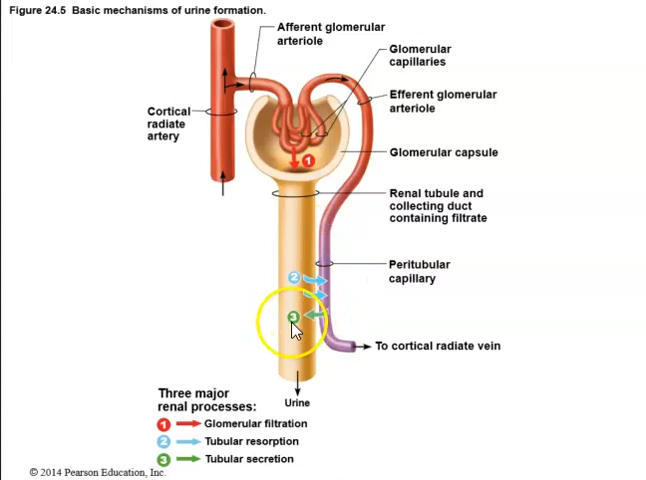 Figure 24.5 Basic mechanisms of urine formation.
Afferent glomerular
arteriole
Glomerular
capillaries
Efferent glomerular
arteriole
Cortical
radiate
artery
1
Glomerular capsule
Renal tubule and
collecting duct
containing filtrate
Peritubular
capillary
2
3
To cortical radiate vein
Urine
Three major
renal processes:
1 Glomerular filtration
2 Tubular resorption
3 Tubular secretion
© 2014 Pearson Education, Inc.